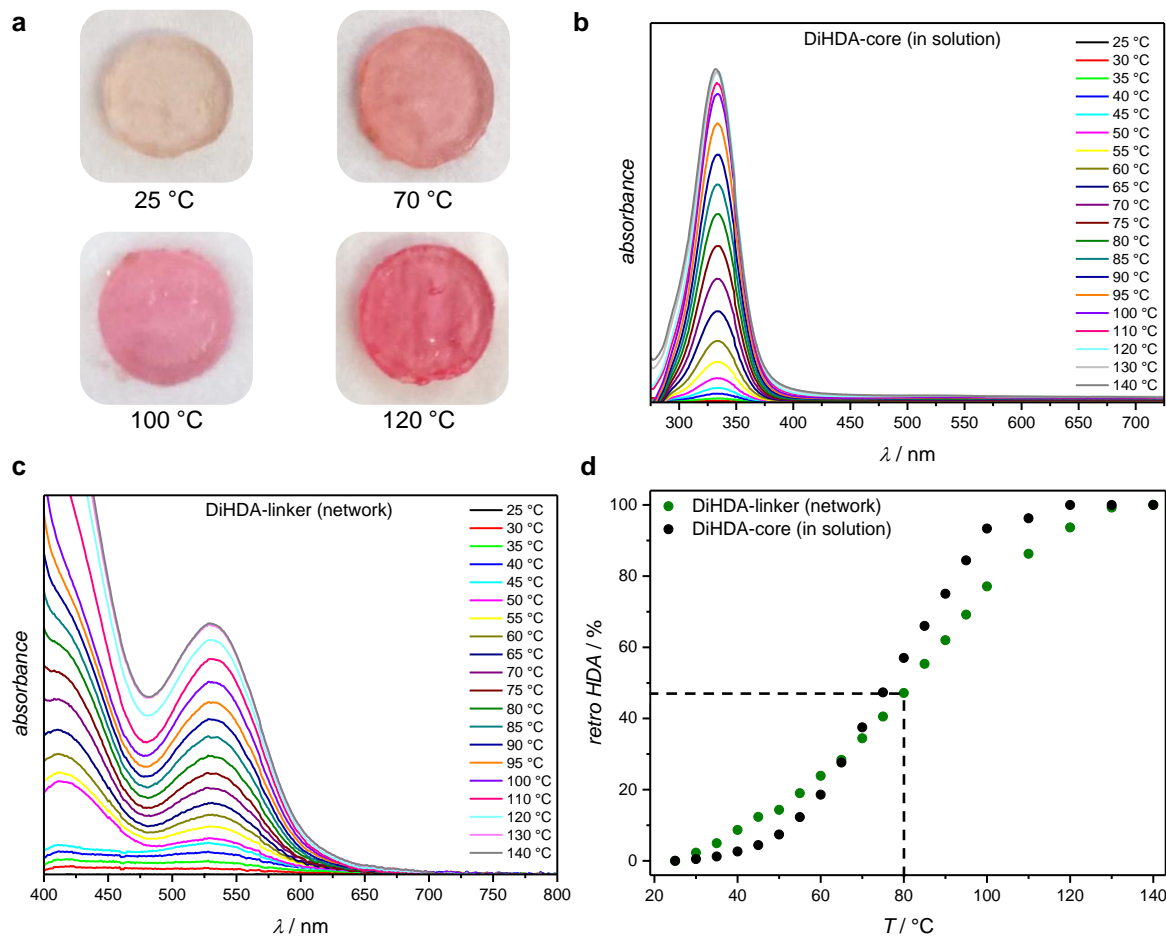 a
25 °C
70 °C
100 °C
120 °C
b
DiHDA-core (in solution)
25 °C
30 °C
35 °C
40 °C
45 °C
50 °C
55 °C
60 °C
65 °C
70 °C
75 °C
80 °C
85 °C
90 °C
95 °C
100 °C
110 °C
120 °C
130 °C
140 °C
absorbance
300 350 400 450 500 550 600 650 700
λ / nm
c
DiHDA-linker (network)
25 °C
30 °C
35 °C
40 °C
45 °C
50 °C
55 °C
60 °C
65 °C
70 °C
75 °C
80 °C
85 °C
90 °C
95 °C
100 °C
110 °C
120 °C
130 °C
140 °C
absorbance
400 450 500 550 600 650 700 750 800
λ / nm
d
DiHDA-linker (network)
DiHDA-core (in solution)
100
80
60
40
20
0
retro HDA / %
20 40 60 80 100 120 140
T / °C